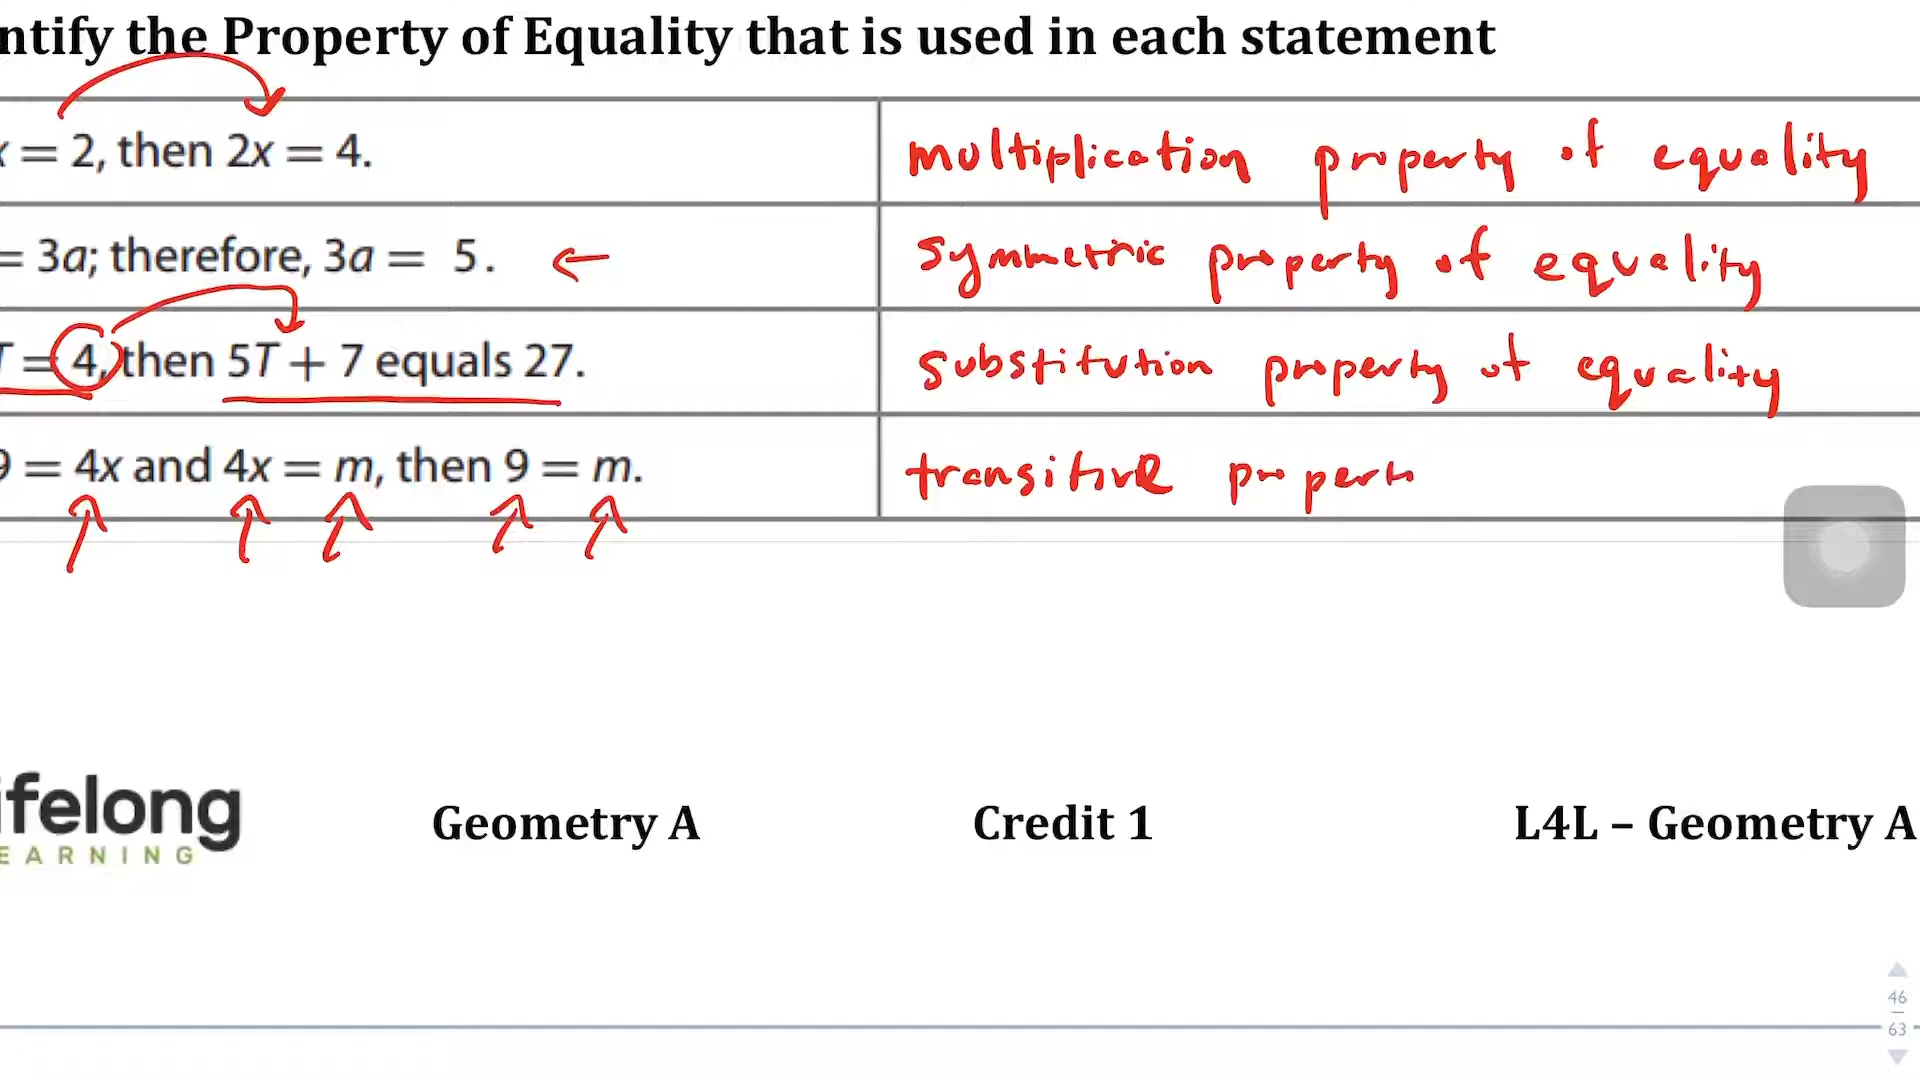 ntify the Property of Equality that is used in each statement
x = 2, then 2x = 4.
multiplication property of equality
= 3a; therefore, 3a = 5.
symmetric property of equality
T = 4, then 5T + 7 equals 27.
substitution property of equality
9 = 4x and 4x = m, then 9 = m.
transitive propert
ifelong
EARNING
Geometry A
Credit 1
L4L – Geometry A
46
63